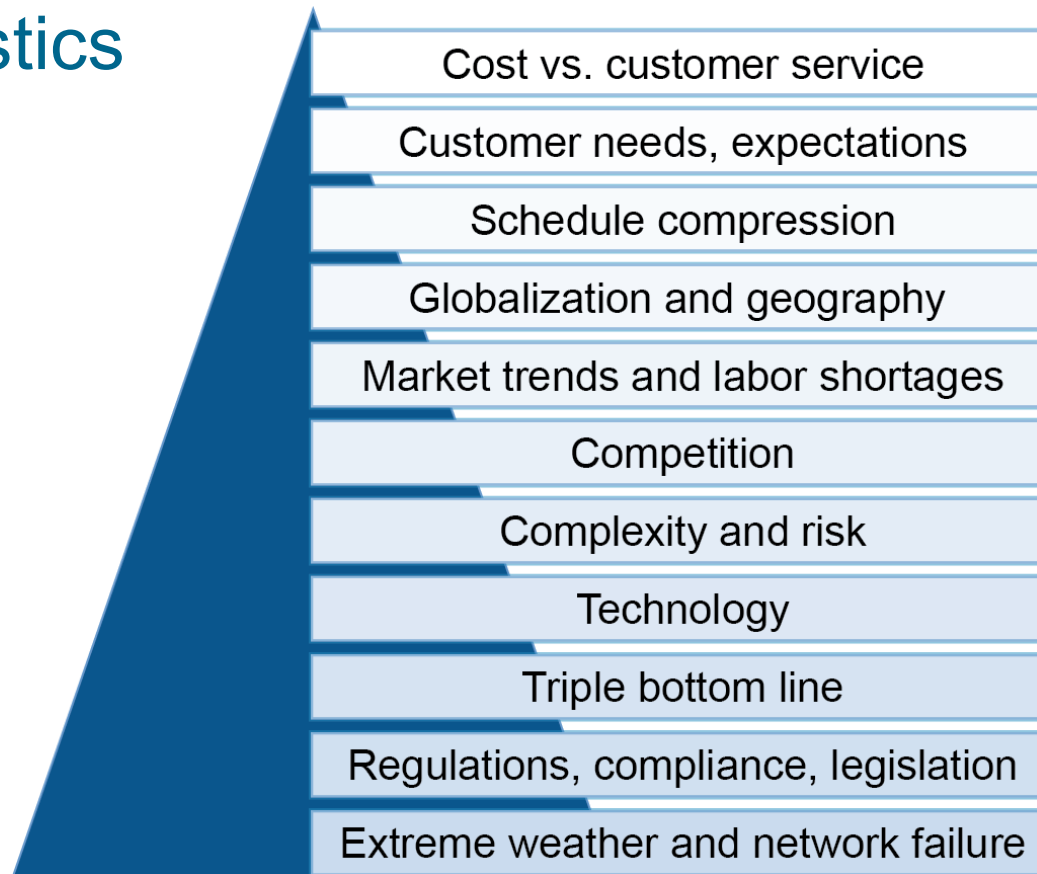 stics
Cost vs. customer service
Customer needs, expectations
Schedule compression
Globalization and geography
Market trends and labor shortages
Competition
Complexity and risk
Technology
Triple bottom line
Regulations, compliance, legislation
Extreme weather and network failure